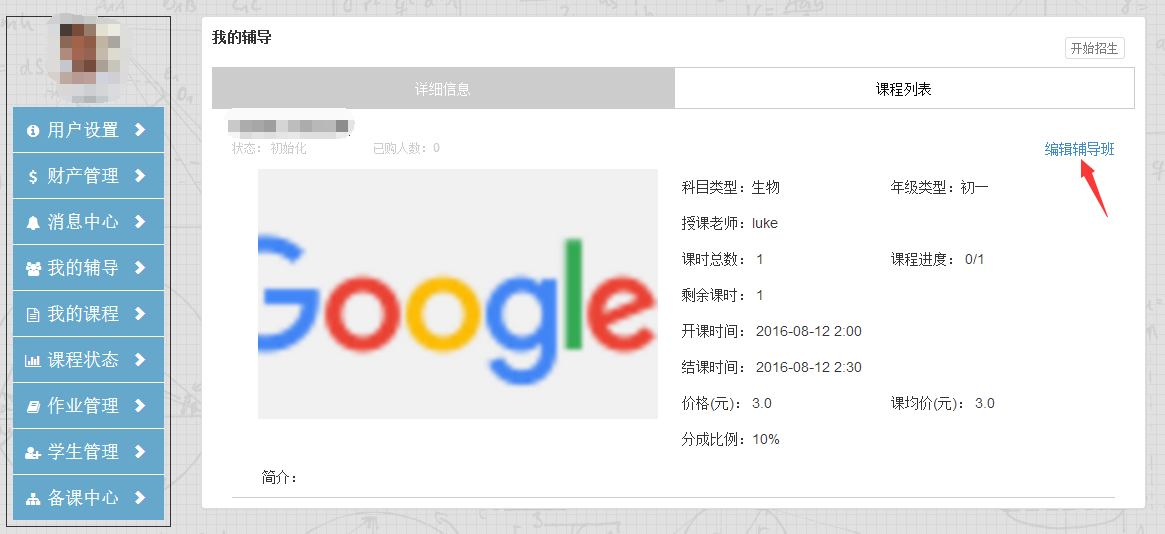 我的辅导
开始招生
用户设置
财产管理
消息中心
我的辅导
我的课程
课程状态
作业管理
学生管理
备课中心
详细信息
课程列表
状态: 初始化 已购人数: 0
编辑辅导班
Google
科目类型: 生物 年级类型: 初一
授课老师: luke
课时总数: 1 课程进度: 0/1
剩余课时: 1
开课时间: 2016-08-12 2:00
结课时间: 2016-08-12 2:30
价格(元): 3.0 课均价(元): 3.0
分成比例: 10%
简介: